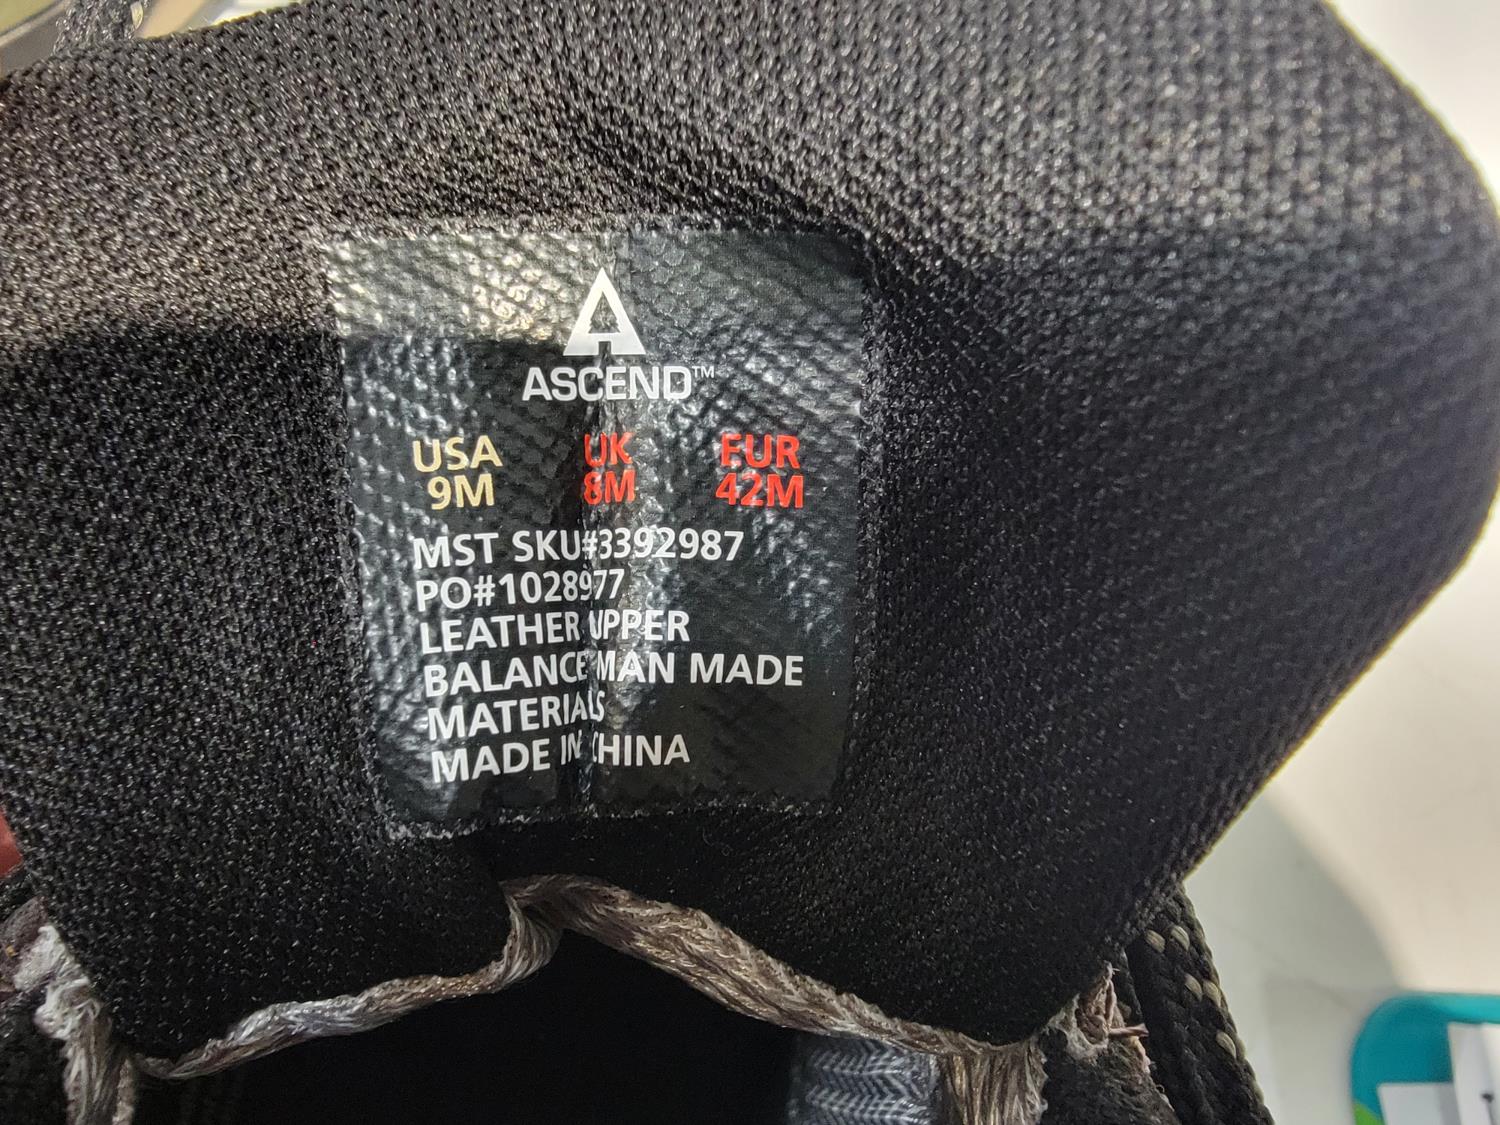 ASCEND™
USA UK EUR
9M 8M 42M
MST SKU#3392987
PO#1028977
LEATHER UPPER
BALANCE MAN MADE
MATERIALS
MADE IN CHINA